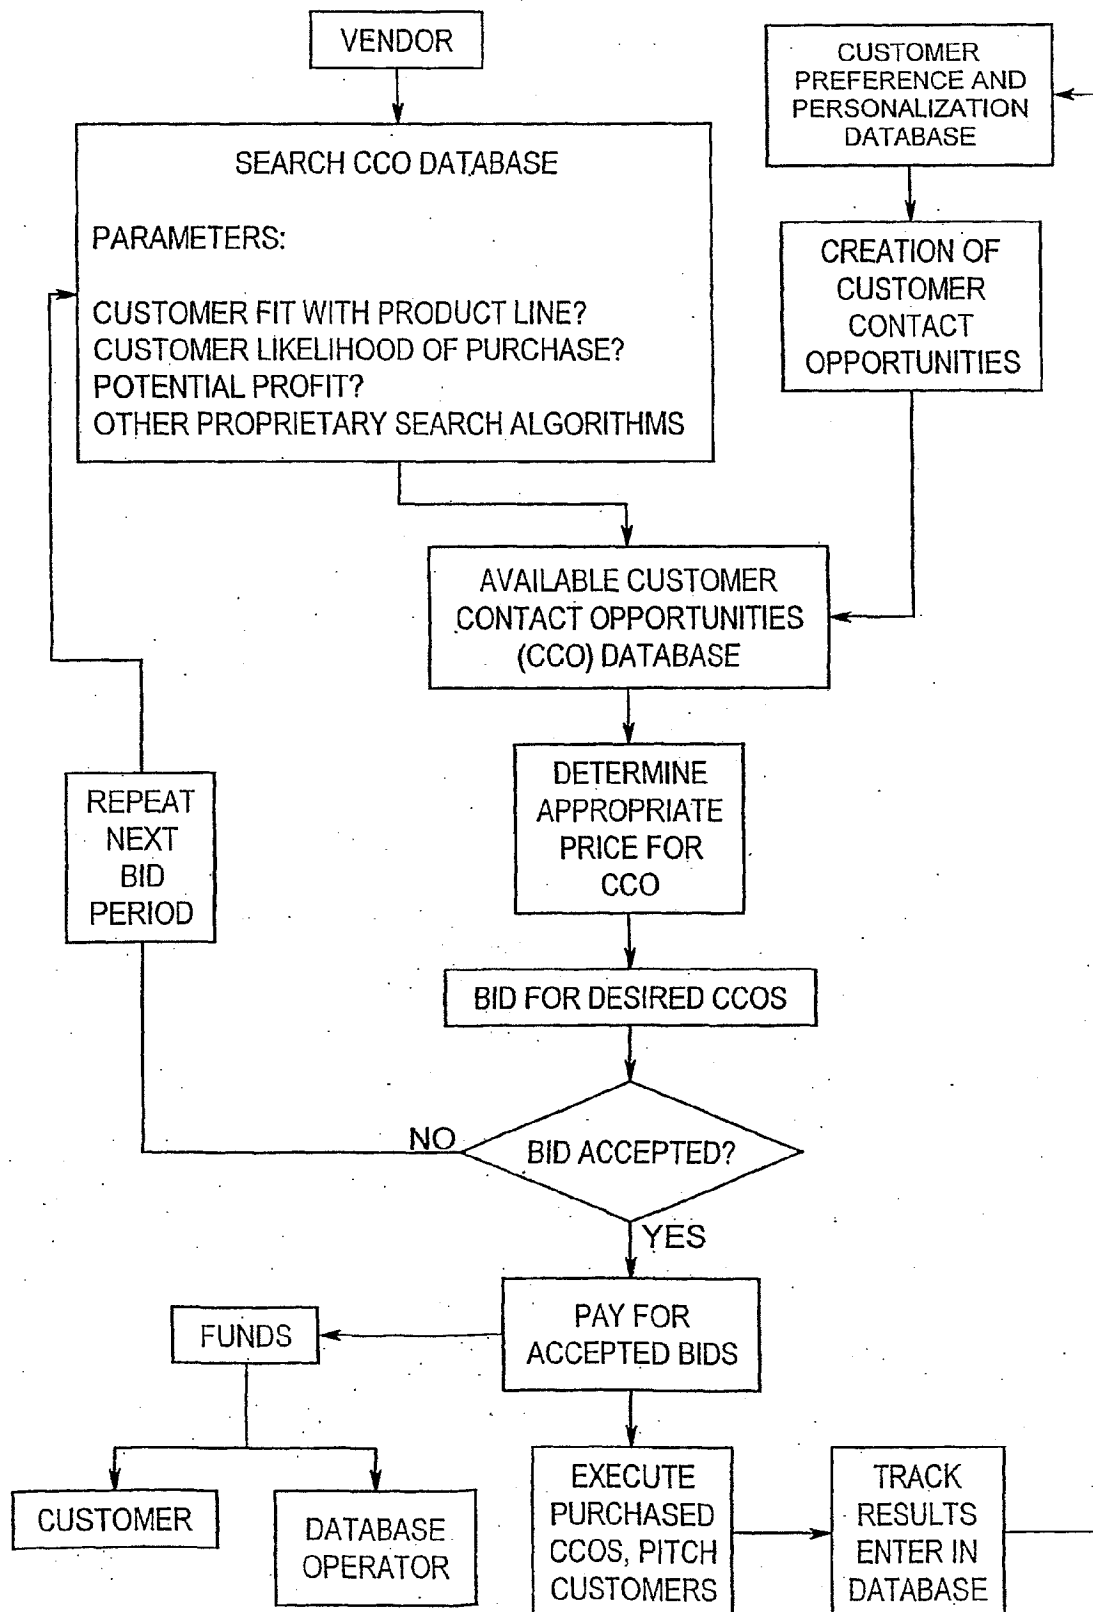 VENDOR
CUSTOMER
PREFERENCE AND
PERSONALIZATION
DATABASE
SEARCH CCO DATABASE
PARAMETERS:
CUSTOMER FIT WITH PRODUCT LINE?
CUSTOMER LIKELIHOOD OF PURCHASE?
POTENTIAL PROFIT?
OTHER PROPRIETARY SEARCH ALGORITHMS
CREATION OF
CUSTOMER
CONTACT
OPPORTUNITIES
AVAILABLE CUSTOMER
CONTACT OPPORTUNITIES
(CCO) DATABASE
DETERMINE
APPROPRIATE
PRICE FOR
CCO
REPEAT
NEXT
BID
PERIOD
BID FOR DESIRED CCOS
BID ACCEPTED?
NO
YES
PAY FOR
ACCEPTED BIDS
FUNDS
CUSTOMER
DATABASE
OPERATOR
EXECUTE
PURCHASED
CCOS, PITCH
CUSTOMERS
TRACK
RESULTS
ENTER IN
DATABASE